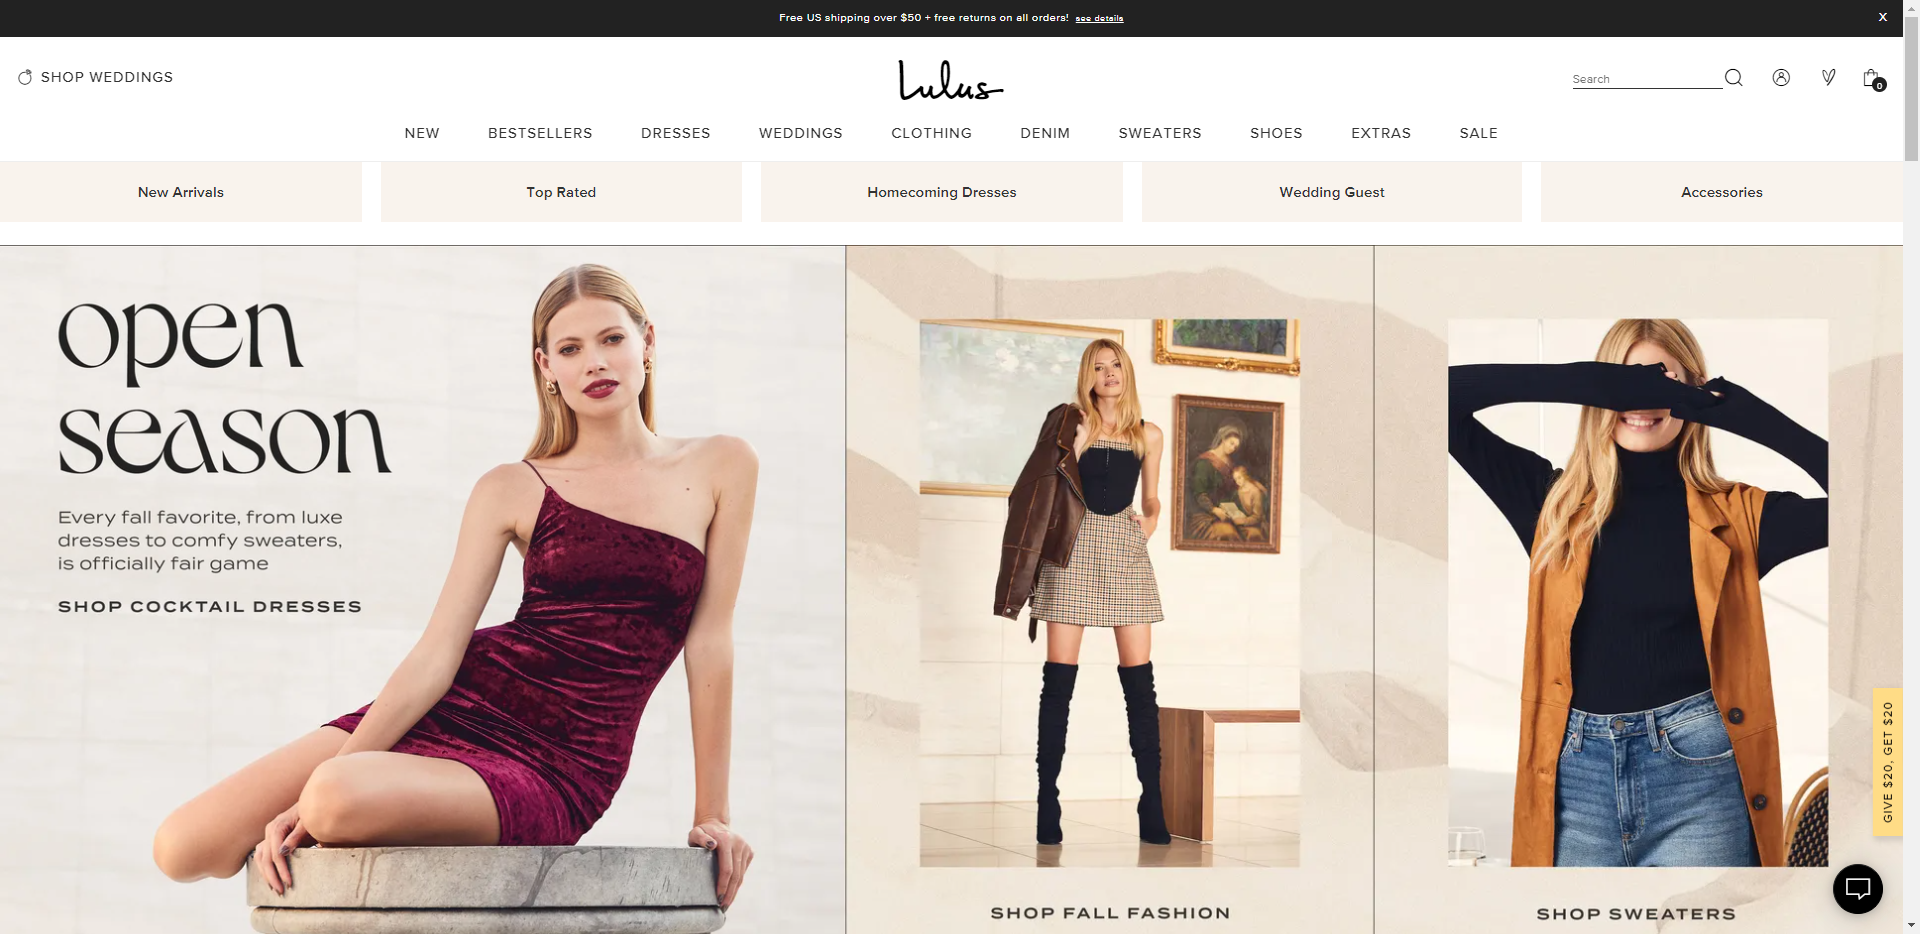 Free US shipping over $50 + free returns on all orders! see details
X
SHOP WEDDINGS
Lulus
Search
0
NEW BESTSELLERS DRESSES WEDDINGS CLOTHING DENIM SWEATERS SHOES EXTRAS SALE
New Arrivals
Top Rated
Homecoming Dresses
Wedding Guest
Accessories
open
season
Every fall favorite, from luxe
dresses to comfy sweaters,
is officially fair game
SHOP COCKTAIL DRESSES
SHOP FALL FASHION
SHOP SWEATERS
GIVE $20, GET $20